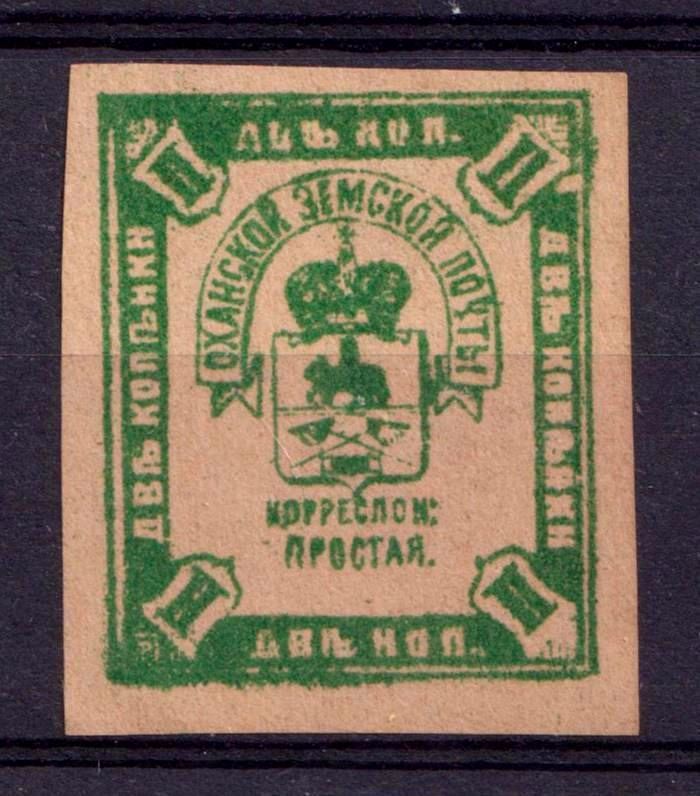 ДВѢ КОП.
II
II
ОХАНСКОЙ ЗЕМСКОЙ ПОЧТЫ
ДВѢ КОПѢЙКИ
ДВѢ КОПѢЙКИ
КОРРЕСПОН:
ПРОСТАЯ.
II
II
ДВѢ КОП.